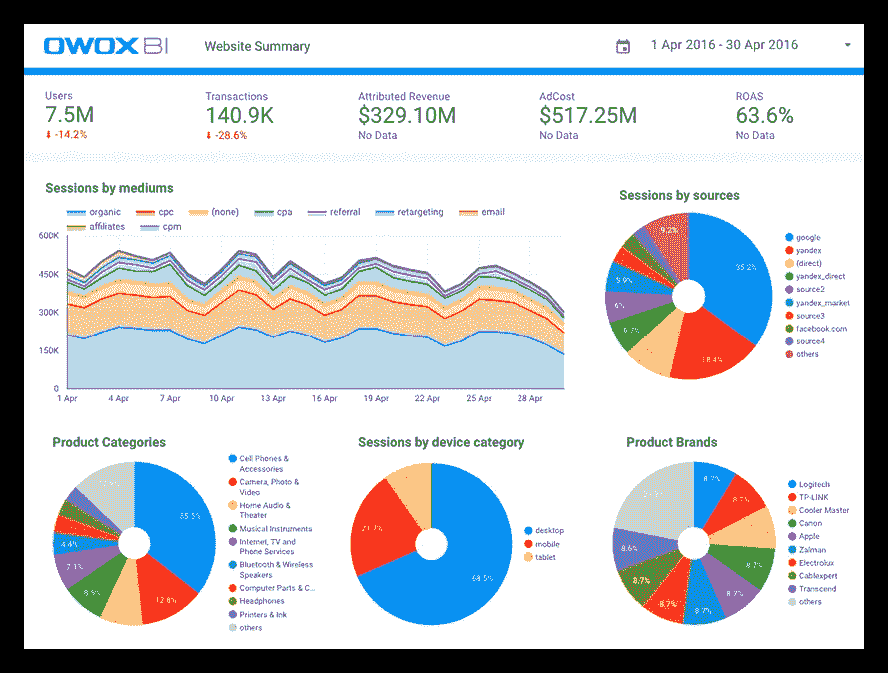 OWOX BI
Website Summary
1 Apr 2016 - 30 Apr 2016
Users
7.5M
-14.2%
Transactions
140.9K
-28.6%
Attributed Revenue
$329.10M
No Data
AdCost
$517.25M
No Data
ROAS
63.6%
No Data
Sessions by mediums
organic
cpc
(none)
cpa
referral
retargeting
email
affiliates
cpm
600K
450K
300K
150K
0
1 Apr
4 Apr
7 Apr
10 Apr
13 Apr
16 Apr
19 Apr
22 Apr
25 Apr
28 Apr
Sessions by sources
9.2%
35.2%
5.9%
6%
6.7%
18.4%
google
yandex
(direct)
yandex_direct
source2
yandex_market
source3
facebook.com
source4
others
Product Categories
35.5%
4.4%
7.1%
8.5%
12.8%
Cell Phones &
Accessories
Camera, Photo &
Video
Home Audio &
Theater
Musical Instruments
Internet, TV and
Phone Services
Bluetooth & Wireless
Speakers
Computer Parts & C...
Headphones
Printers & Ink
others
Sessions by device category
68.5%
desktop
mobile
tablet
Product Brands
8.7%
8.7%
8.6%
8.7%
8.7%
8.7%
8.7%
8.7%
Logitech
TP-LINK
Cooler Master
Canon
Apple
Zalman
Electrolux
Cablexpert
Transcend
others